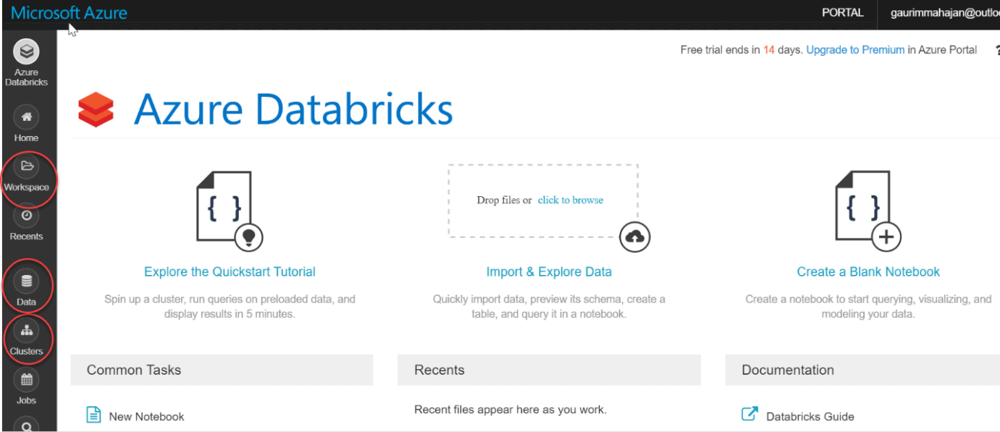 Microsoft Azure
PORTAL
gaurimmahajan@outloo
Azure
Databricks
Home
Workspace
Recents
Data
Clusters
Jobs
Free trial ends in 14 days. Upgrade to Premium in Azure Portal ?
Azure Databricks
{ }
Explore the Quickstart Tutorial
Spin up a cluster, run queries on preloaded data, and
display results in 5 minutes.
Drop files or click to browse
Import & Explore Data
Quickly import data, preview its schema, create a
table, and query it in a notebook.
{ }
Create a Blank Notebook
Create a notebook to start querying, visualizing, and
modeling your data.
Common Tasks
New Notebook
Recents
Recent files appear here as you work.
Documentation
Databricks Guide